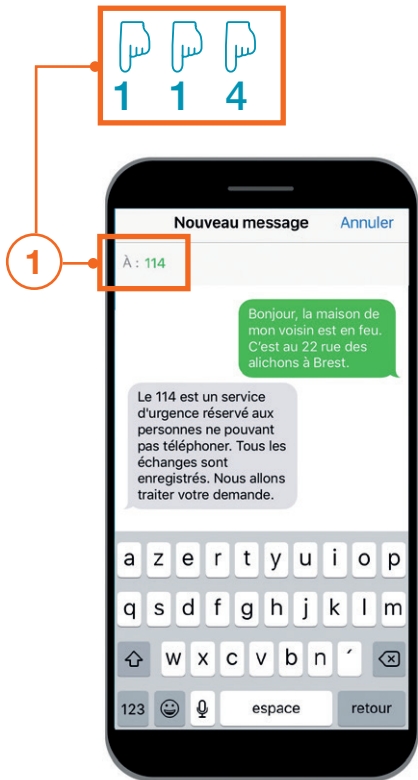 1 1 4
1
Nouveau message Annuler
À : 114
Bonjour, la maison de
mon voisin est en feu.
C'est au 22 rue des
alichons à Brest.
Le 114 est un service
d'urgence réservé aux
personnes ne pouvant
pas téléphoner. Tous les
échanges sont
enregistrés. Nous allons
traiter votre demande.
a z e r t y u i o p
q s d f g h j k l m
w x c v b n ´
123 espace retour